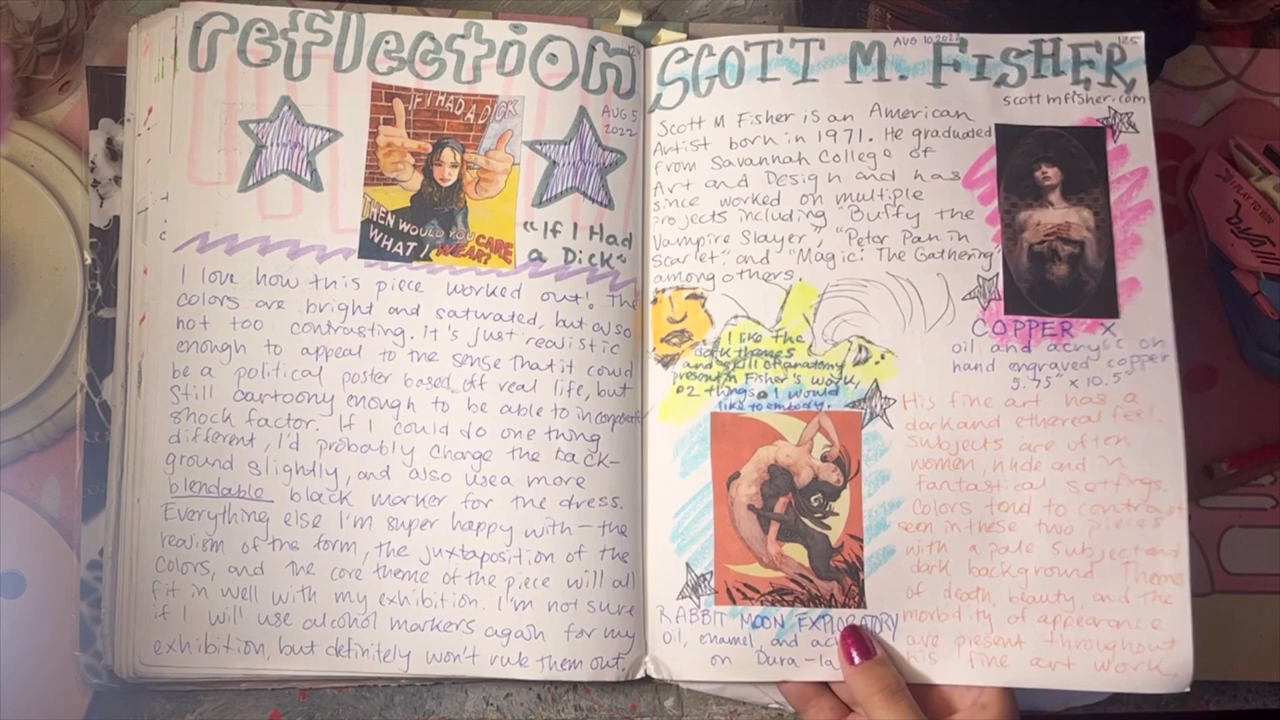 reflection
124
AUG 5
2022
IF I HAD A DICK
THEN WOULD YOU CARE
WHAT I WEAR?
"If I Had
a Dick"
I love how this piece worked out! The
colors are bright and saturated, but also
not too contrasting. It's just realistic
enough to appeal to the sense that it could
be a political poster based off real life, but
still cartoony enough to be able to incorporate
shock factor. If I could do one thing
different, I'd probably change the back-
ground slightly, and also use a more
blendable black marker for the dress.
Everything else I'm super happy with — the
realism of the form, the juxtaposition of the
colors, and the core theme of the piece will all
fit in well with my exhibition. I'm not sure
if I will use alcohol markers again for my
exhibition, but definitely won't rule them out.
AUG 10 2022
125
SCOTT M. FISHER
scottmfisher.com
Scott M Fisher is an American
Artist born in 1971. He graduated
from Savannah College of
Art and Design and has
since worked on multiple
projects including "Buffy the
Vampire Slayer", "Peter Pan in
Scarlet," and "Magic: The Gathering"
among others.
COPPER X
oil and acrylic on
hand engraved copper
5.75" x 10.5"
I like the
dark themes
and skill of anatomy
present in Fisher's work,
2 things I would
like to embody.
RABBIT MOON EXPLORATORY
oil, enamel, and
on Dura-la
His fine art has a
dark and ethereal feel.
Subjects are often
women, nude and in
fantastical settings.
Colors tend to contrast
seen in these two pieces
with a pale subject and
dark background. Theme
of death, beauty, and the
morbidity of appearance
are present throughout
his fine art work.